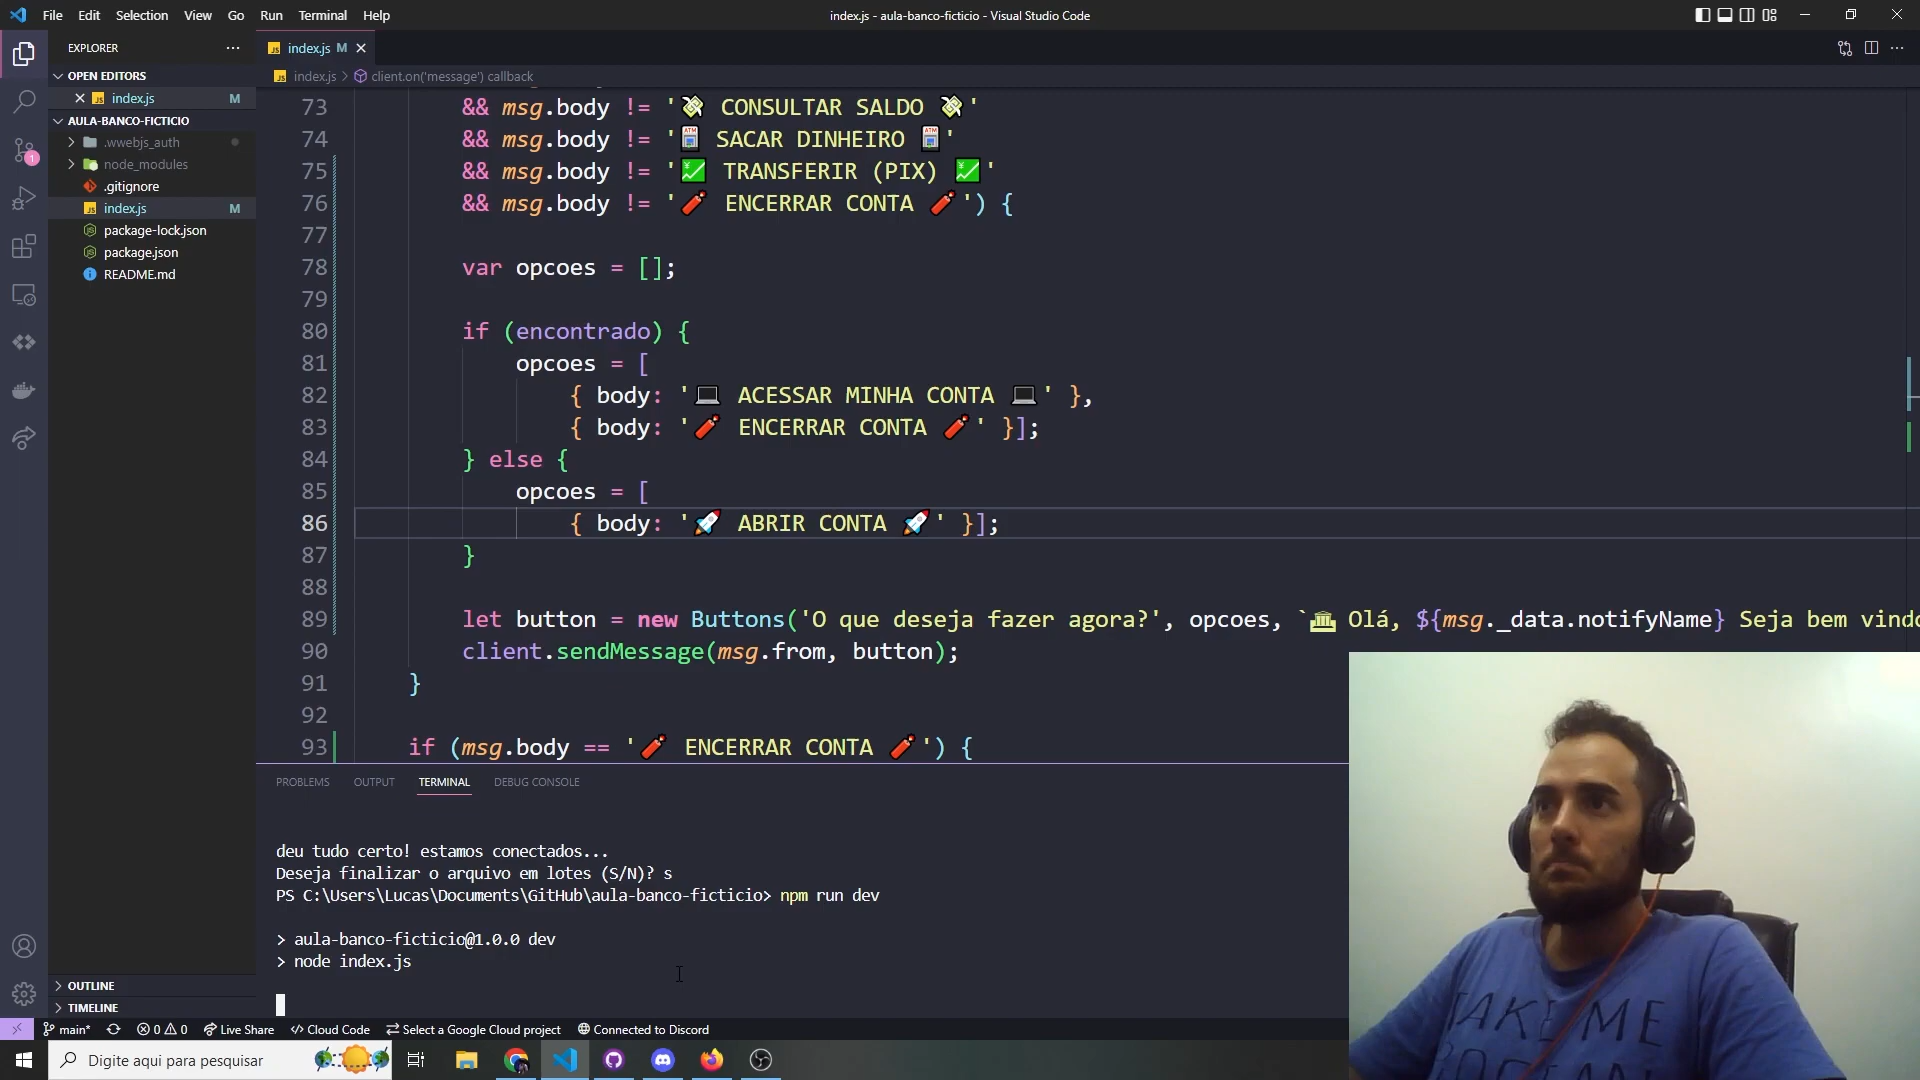 File Edit Selection View Go Run Terminal Help
index.js - aula-banco-ficticio - Visual Studio Code
EXPLORER
OPEN EDITORS
index.js M
AULA-BANCO-FICTICIO
.wwebjs_auth
node_modules
.gitignore
index.js M
package-lock.json
package.json
README.md
OUTLINE
TIMELINE
index.js M
index.js > client.on('message') callback
73 && msg.body != '💸 CONSULTAR SALDO 💸'
74 && msg.body != '🏧 SACAR DINHEIRO 🏧'
75 && msg.body != '💹 TRANSFERIR (PIX) 💹'
76 && msg.body != '🧨 ENCERRAR CONTA 🧨') {
77
78 var opcoes = [];
79
80 if (encontrado) {
81 opcoes = [
82 { body: '💻 ACESSAR MINHA CONTA 💻' },
83 { body: '🧨 ENCERRAR CONTA 🧨' }];
84 } else {
85 opcoes = [
86 { body: '🚀 ABRIR CONTA 🚀' }];
87 }
88
89 let button = new Buttons('O que deseja fazer agora?', opcoes, `🏛 Olá, ${msg._data.notifyName} Seja bem vindo
90 client.sendMessage(msg.from, button);
91 }
92
93 if (msg.body == '🧨 ENCERRAR CONTA 🧨') {
PROBLEMS OUTPUT TERMINAL DEBUG CONSOLE
deu tudo certo! estamos conectados...
Deseja finalizar o arquivo em lotes (S/N)? s
PS C:\Users\Lucas\Documents\GitHub\aula-banco-ficticio> npm run dev
> aula-banco-ficticio@1.0.0 dev
> node index.js
TAKE ME
main* 0 0 Live Share Cloud Code Select a Google Cloud project Connected to Discord
Digite aqui para pesquisar